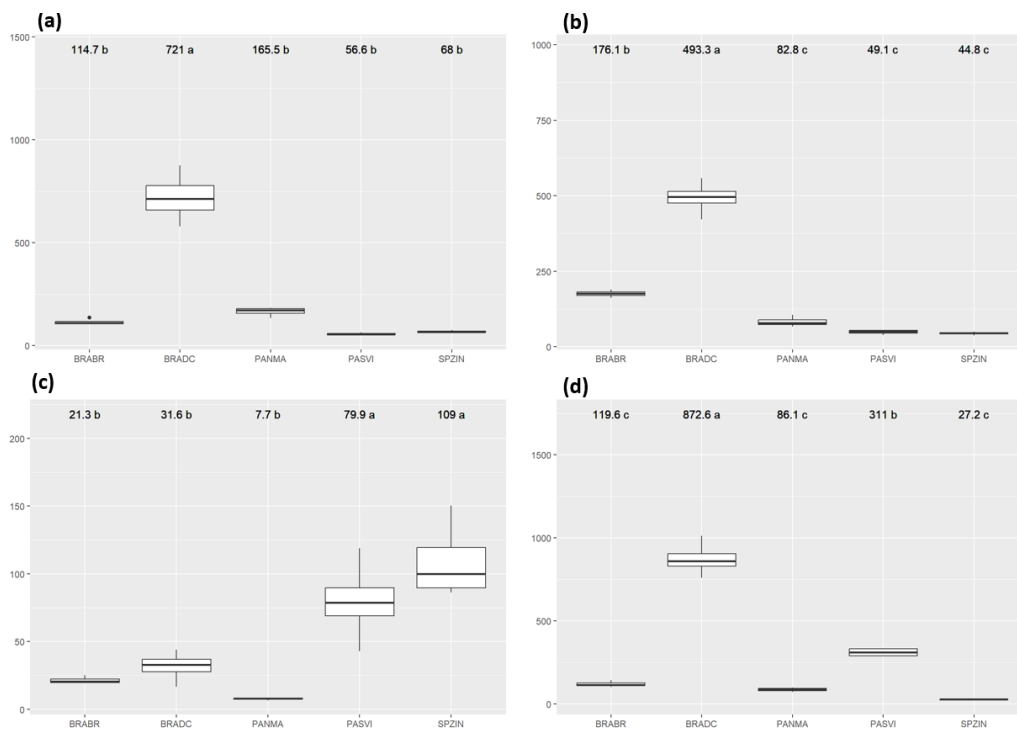 (a)
114.7 b 721 a 165.5 b 56.6 b 68 b
1500
1000
500
0
BRABR BRADC PANMA PASVI SPZIN
(b)
176.1 b 493.3 a 82.8 c 49.1 c 44.8 c
1000
750
500
250
0
BRABR BRADC PANMA PASVI SPZIN
(c)
21.3 b 31.6 b 7.7 b 79.9 a 109 a
200
150
100
50
0
BRABR BRADC PANMA PASVI SPZIN
(d)
119.6 c 872.6 a 86.1 c 311 b 27.2 c
1500
1000
500
0
BRABR BRADC PANMA PASVI SPZIN